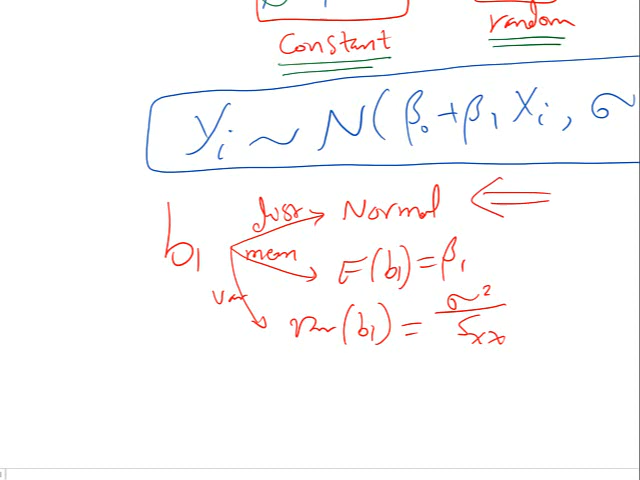 Constant random
Yi ~ N(β₀ + β₁ Xi, σ
b₁ distr → Normal ⇐
mean E(b₁) = β₁
Var Var(b₁) = σ² / Sxx